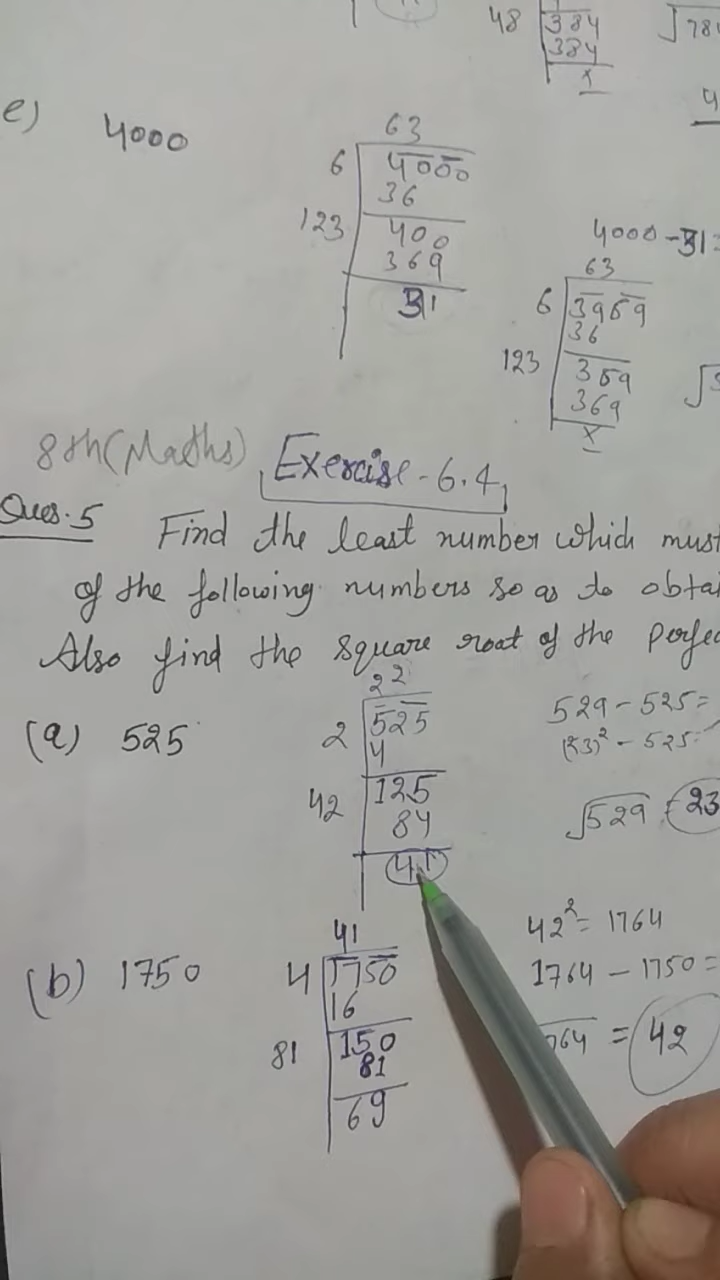 48 384 √784
384
x
4
e) 4000
63
6 4000
36
123 400
369
31
4000 - 31 =
63
6 3969
36
123 369
369
x
8th (Maths) Exercise - 6.4
Ques. 5 Find the least number which must
of the following numbers so as to obtai
Also find the square root of the perfec
(a) 525
22
2 525
4
42 125
84
41
529 - 525 =
(23)² - 525 =
√529 = 23
(b) 1750
41
4 1750
16
81 150
81
69
42² = 1764
1764 - 1750 =
764 = 42